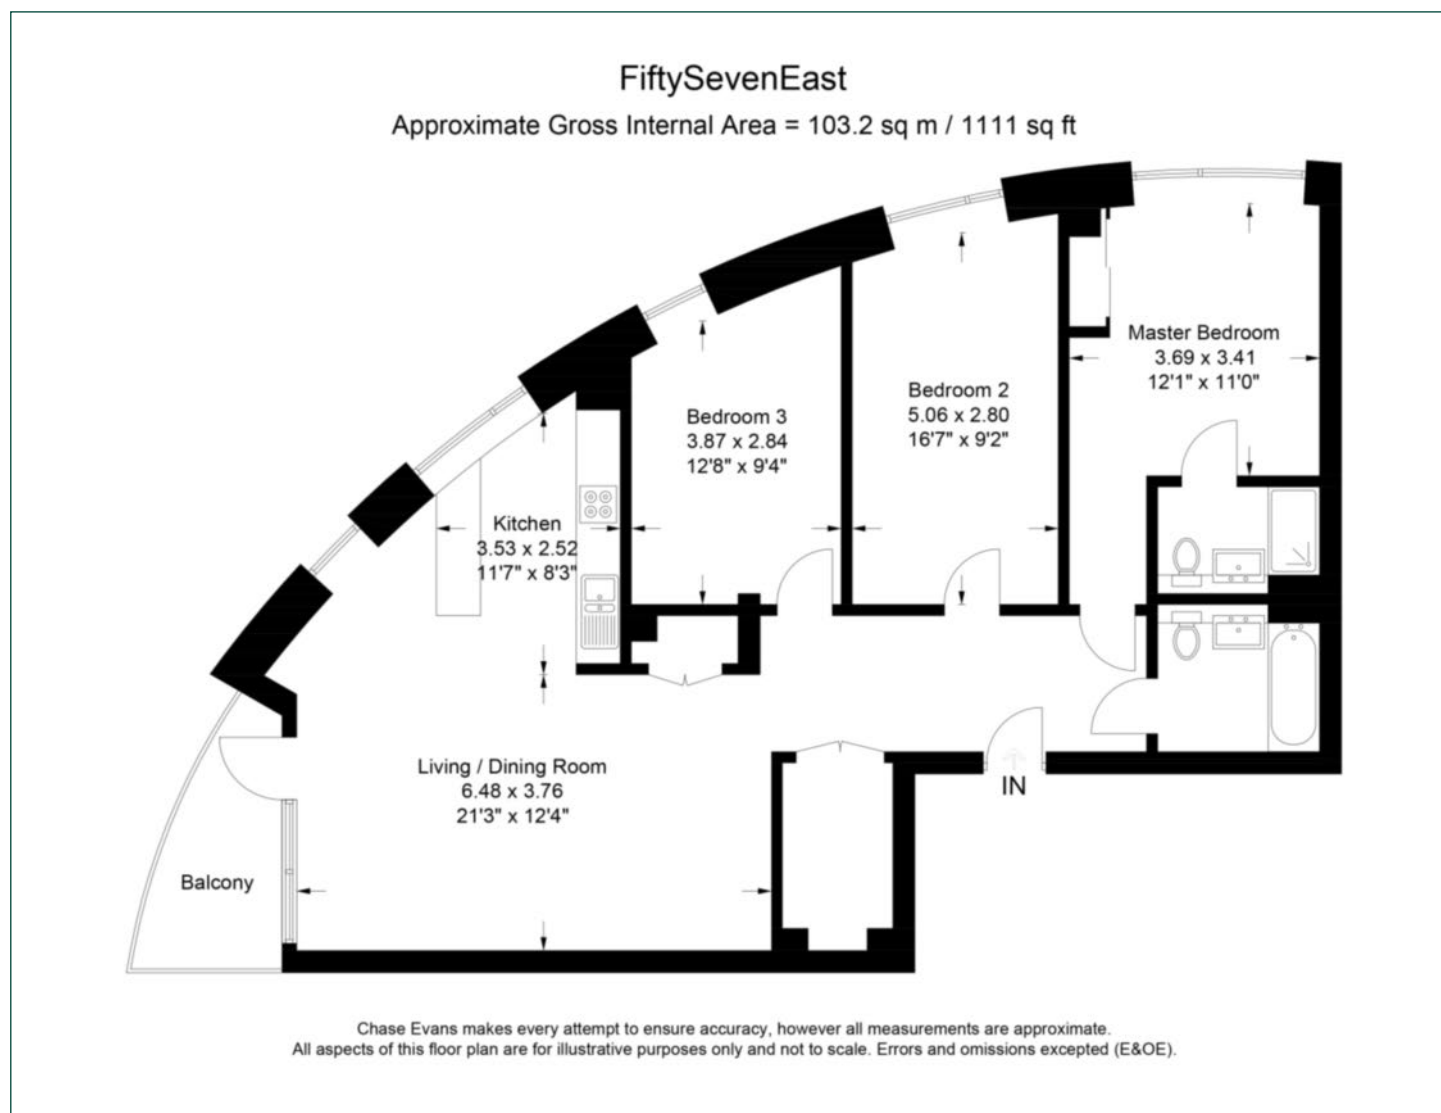 FiftySevenEast
Approximate Gross Internal Area = 103.2 sq m / 1111 sq ft
Master Bedroom
3.69 x 3.41
12'1" x 11'0"
Bedroom 2
5.06 x 2.80
16'7" x 9'2"
Bedroom 3
3.87 x 2.84
12'8" x 9'4"
Kitchen
3.53 x 2.52
11'7" x 8'3"
Living / Dining Room
6.48 x 3.76
21'3" x 12'4"
IN
Balcony
Chase Evans makes every attempt to ensure accuracy, however all measurements are approximate.
All aspects of this floor plan are for illustrative purposes only and not to scale. Errors and omissions excepted (E&OE).